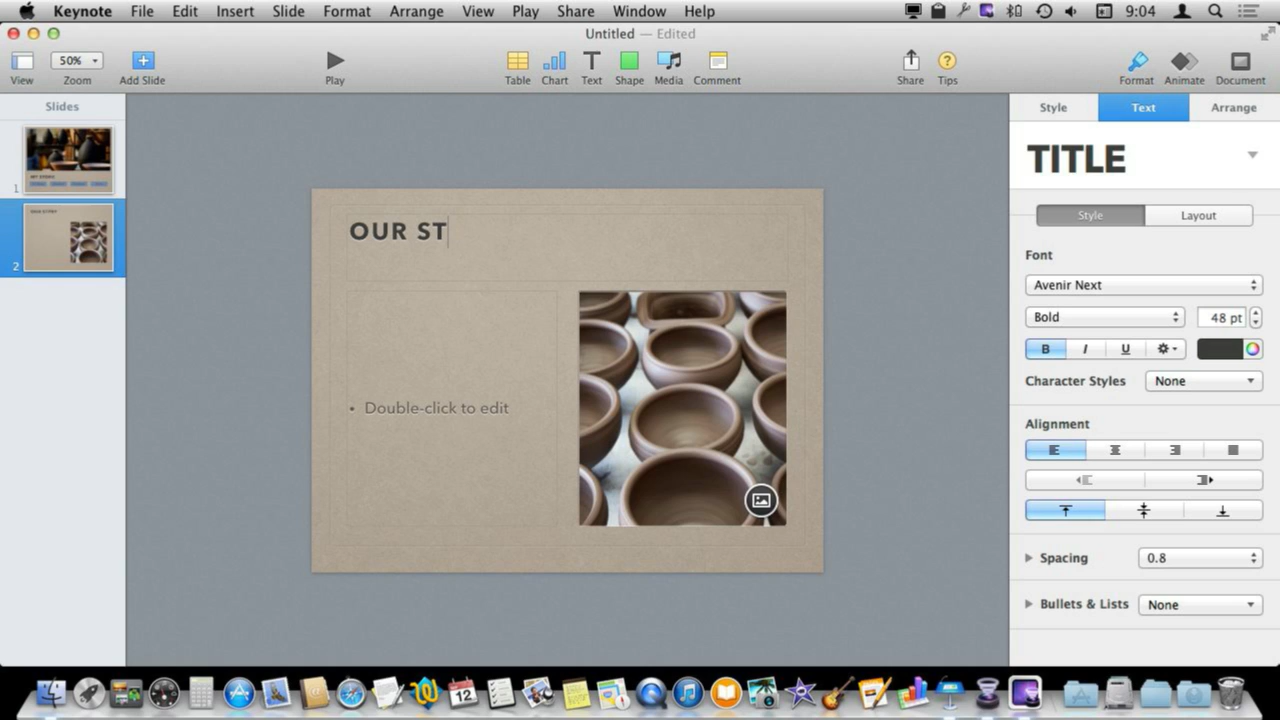 Keynote File Edit Insert Slide Format Arrange View Play Share Window Help 9:04
Untitled — Edited
50%
View Zoom Add Slide Play Table Chart Text Shape Media Comment Share Tips Format Animate Document
Slides
Style Text Arrange
1
2
OUR ST
• Double-click to edit
TITLE
Style Layout
Font
Avenir Next
Bold 48 pt
B I U
Character Styles None
Alignment
Spacing 0.8
Bullets & Lists None
12